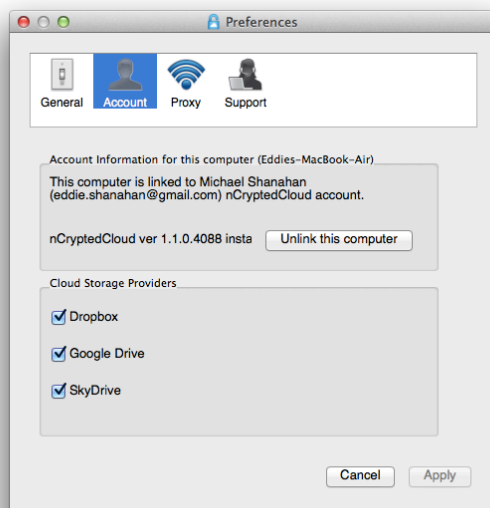 Preferences
General Account Proxy Support
Account Information for this computer (Eddies-MacBook-Air)
This computer is linked to Michael Shanahan
(eddie.shanahan@gmail.com) nCryptedCloud account.
nCryptedCloud ver 1.1.0.4088 insta Unlink this computer
Cloud Storage Providers
Dropbox
Google Drive
SkyDrive
Cancel Apply